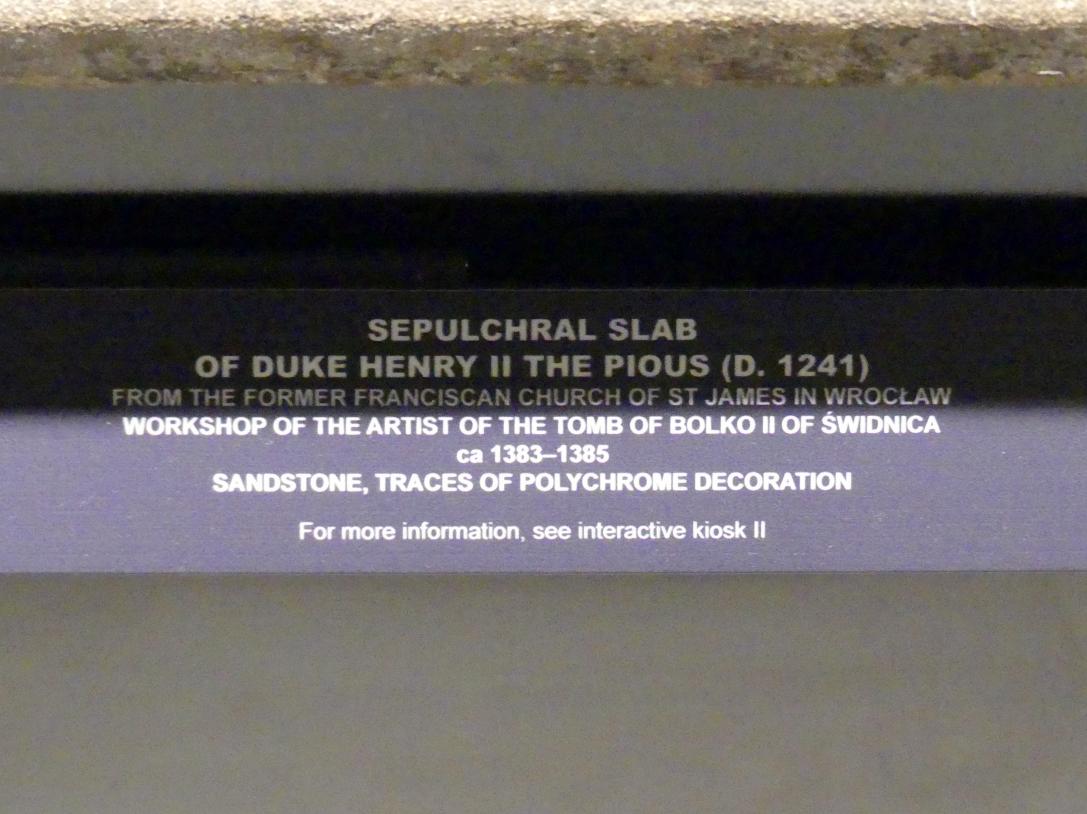 SEPULCHRAL SLAB
OF DUKE HENRY II THE PIOUS (D. 1241)
FROM THE FORMER FRANCISCAN CHURCH OF ST JAMES IN WROCŁAW
WORKSHOP OF THE ARTIST OF THE TOMB OF BOLKO II OF ŚWIDNICA
ca 1383–1385
SANDSTONE, TRACES OF POLYCHROME DECORATION
For more information, see interactive kiosk II